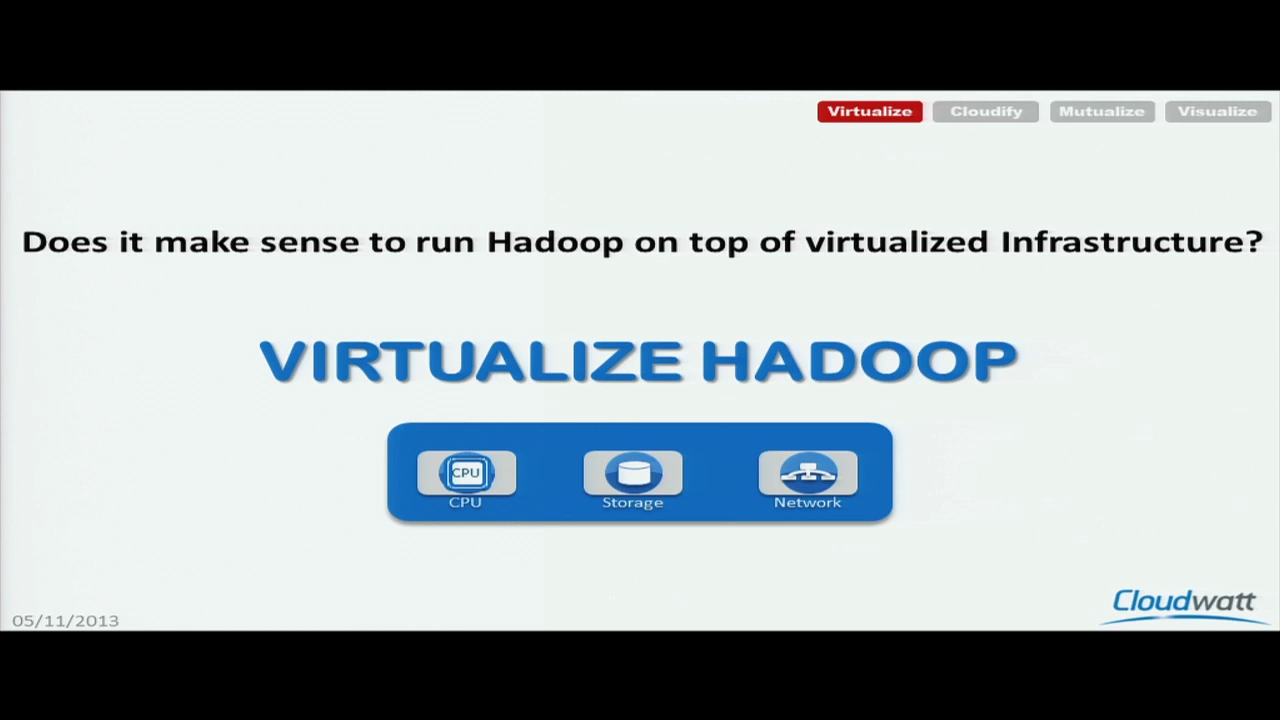 Virtualize Cloudify Mutualize Visualize
Does it make sense to run Hadoop on top of virtualized Infrastructure?
VIRTUALIZE HADOOP
CPU
CPU Storage Network
05/11/2013
Cloudwatt